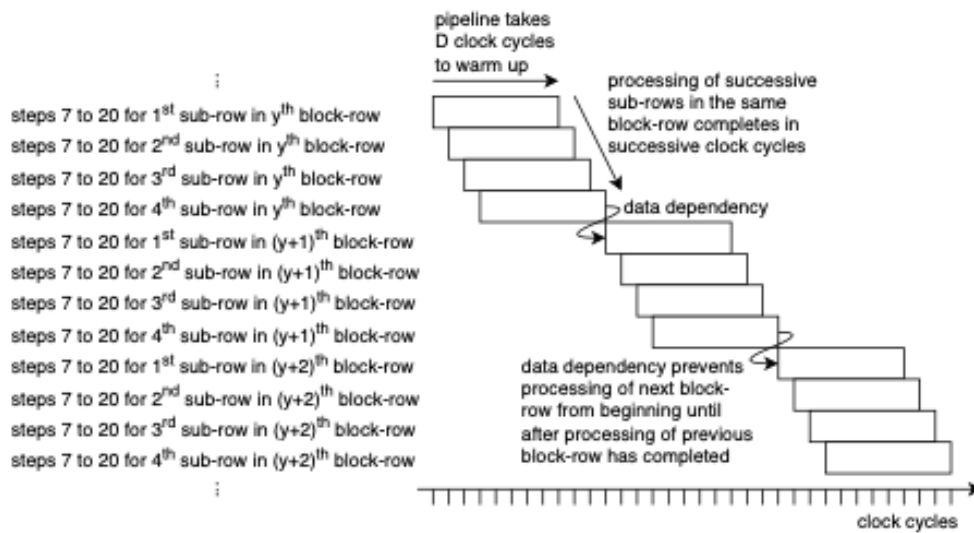 pipeline takes
D clock cycles
to warm up
processing of successive
sub-rows in the same
block-row completes in
successive clock cycles
⋮
steps 7 to 20 for 1st sub-row in yth block-row
steps 7 to 20 for 2nd sub-row in yth block-row
steps 7 to 20 for 3rd sub-row in yth block-row
steps 7 to 20 for 4th sub-row in yth block-row
data dependency
steps 7 to 20 for 1st sub-row in (y+1)th block-row
steps 7 to 20 for 2nd sub-row in (y+1)th block-row
steps 7 to 20 for 3rd sub-row in (y+1)th block-row
steps 7 to 20 for 4th sub-row in (y+1)th block-row
steps 7 to 20 for 1st sub-row in (y+2)th block-row
steps 7 to 20 for 2nd sub-row in (y+2)th block-row
steps 7 to 20 for 3rd sub-row in (y+2)th block-row
steps 7 to 20 for 4th sub-row in (y+2)th block-row
⋮
data dependency prevents
processing of next block-
row from beginning until
after processing of previous
block-row has completed
clock cycles